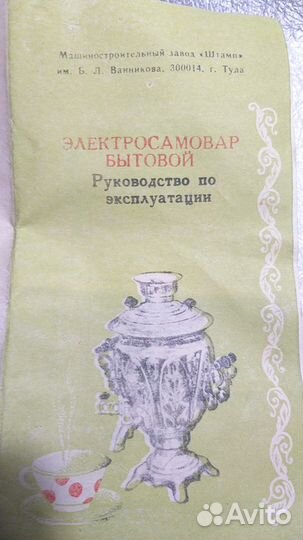 Машиностроительный завод «Штамп»
им. Б. Л. Ванникова, 300014, г. Тула
ЭЛЕКТРОСАМОВАР
БЫТОВОЙ
Руководство по
эксплуатации
Avito